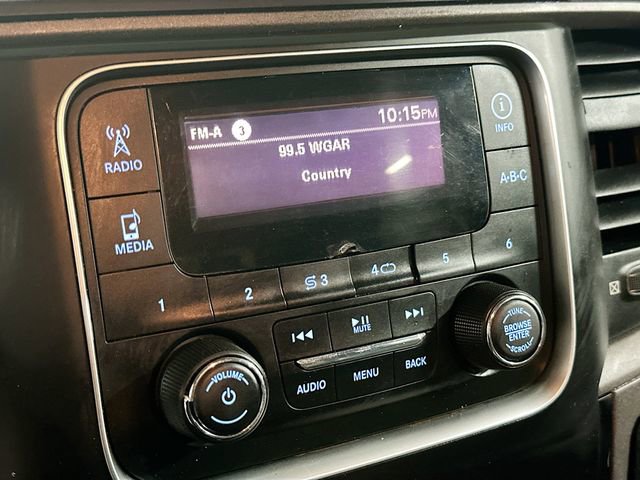 FM-A 3 10:15PM
99.5 WGAR
Country
RADIO
MEDIA
INFO
A·B·C
1 2 3 4 5 6
VOLUME
MUTE
AUDIO MENU BACK
TUNE
BROWSE
ENTER
SCROLL